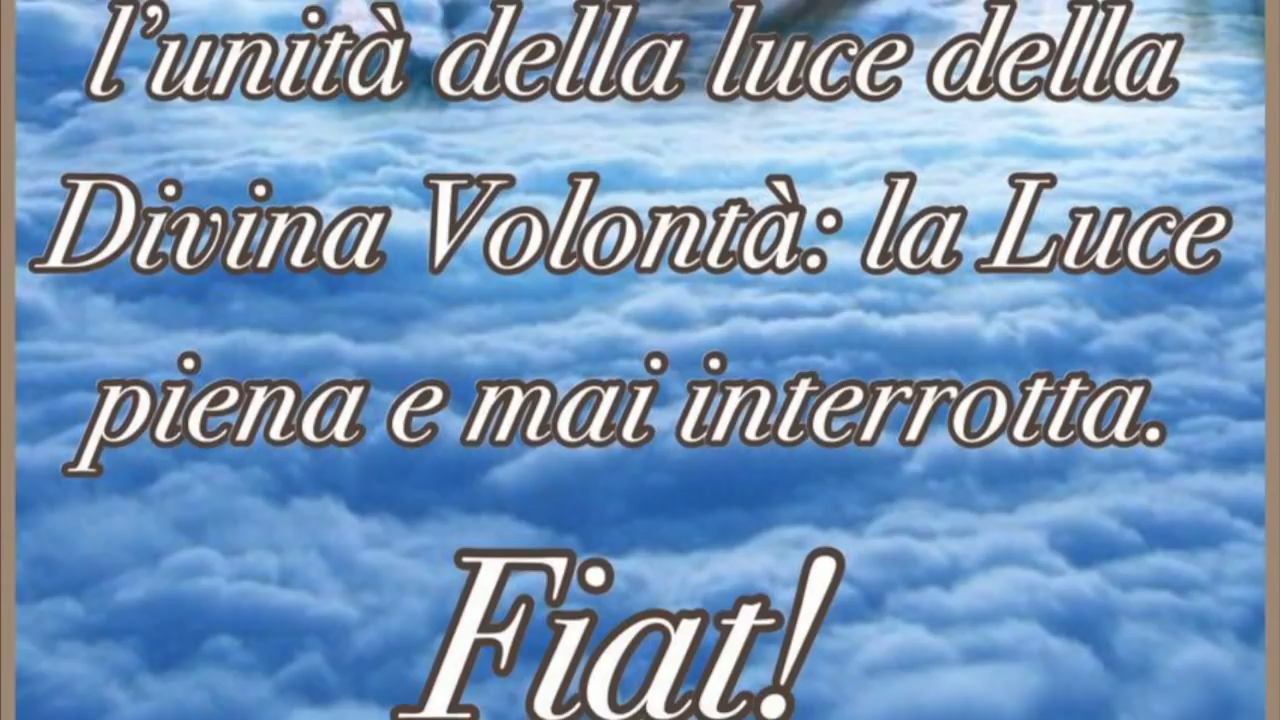 l’unità della luce della
Divina Volontà: la Luce
piena e mai interrotta.
Fiat!